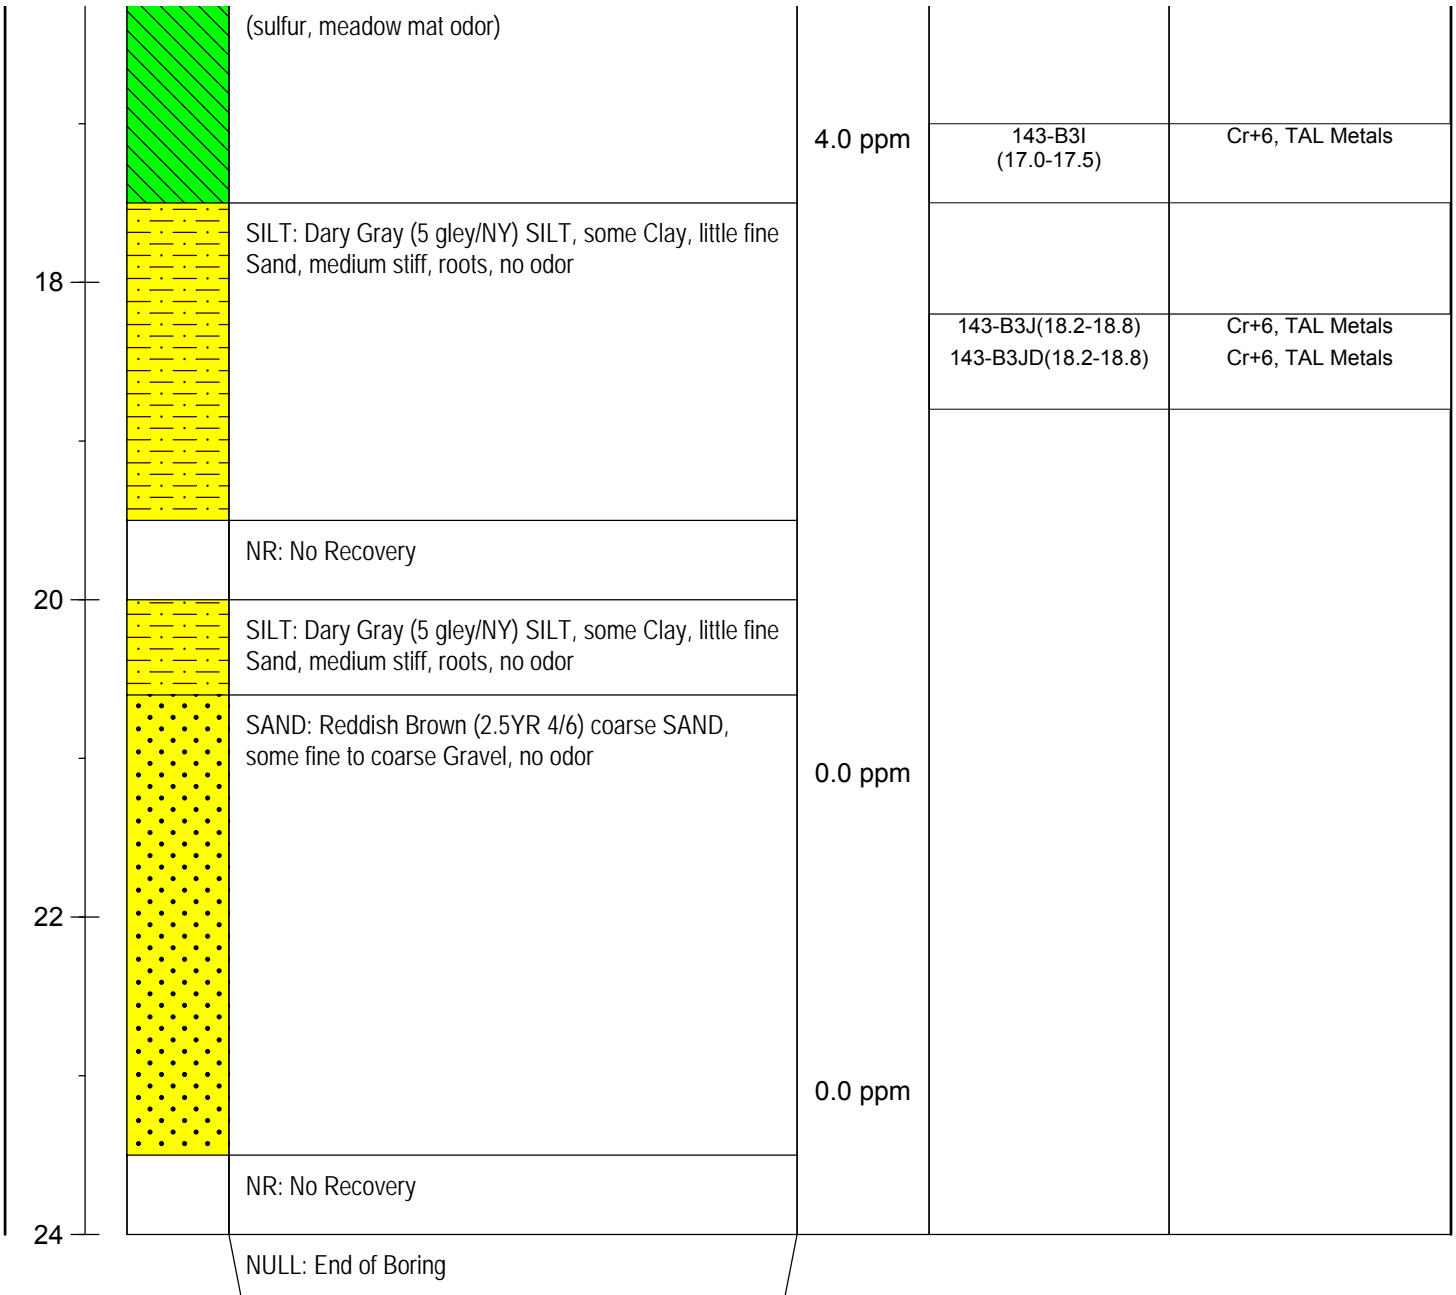 (sulfur, meadow mat odor)
4.0 ppm
143-B3I
(17.0-17.5)
Cr+6, TAL Metals
SILT: Dary Gray (5 gley/NY) SILT, some Clay, little fine
Sand, medium stiff, roots, no odor
18
143-B3J(18.2-18.8)
Cr+6, TAL Metals
143-B3JD(18.2-18.8)
Cr+6, TAL Metals
NR: No Recovery
20
SILT: Dary Gray (5 gley/NY) SILT, some Clay, little fine
Sand, medium stiff, roots, no odor
SAND: Reddish Brown (2.5YR 4/6) coarse SAND,
some fine to coarse Gravel, no odor
0.0 ppm
22
0.0 ppm
NR: No Recovery
24
NULL: End of Boring